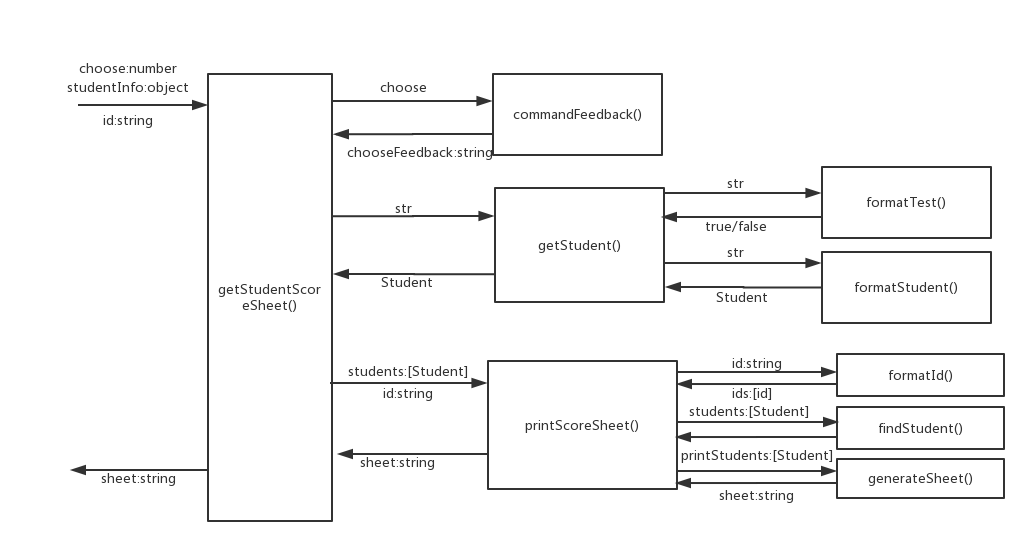 choose:number
studentInfo:object
id:string
choose
commandFeedback()
chooseFeedback:string
str
getStudent()
Student
str
formatTest()
true/false
str
formatStudent()
Student
getStudentScor
eSheet()
students:[Student]
id:string
printScoreSheet()
sheet:string
id:string
formatId()
ids:[id]
students:[Student]
findStudent()
printStudents:[Student]
generateSheet()
sheet:string
sheet:string